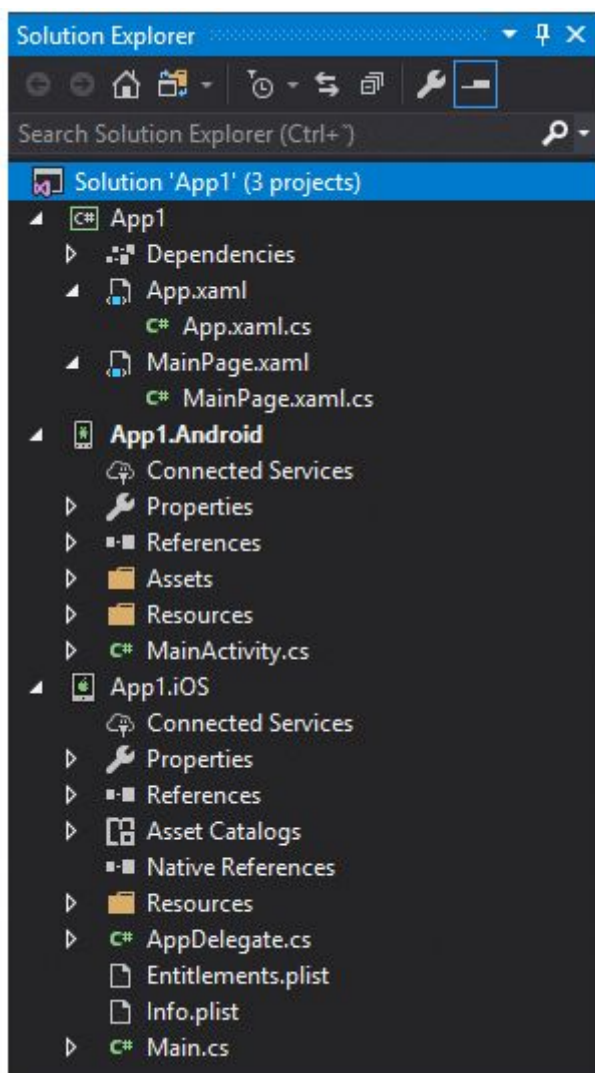 Solution Explorer
Search Solution Explorer (Ctrl+˘)
Solution 'App1' (3 projects)
C# App1
Dependencies
App.xaml
C# App.xaml.cs
MainPage.xaml
C# MainPage.xaml.cs
App1.Android
Connected Services
Properties
References
Assets
Resources
C# MainActivity.cs
App1.iOS
Connected Services
Properties
References
Asset Catalogs
Native References
Resources
C# AppDelegate.cs
Entitlements.plist
Info.plist
C# Main.cs